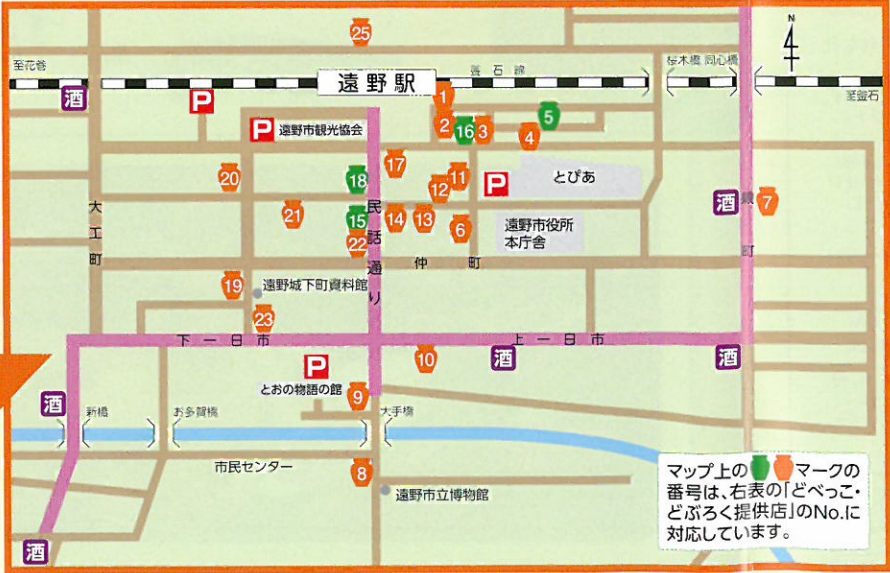 25
N
至花巻
釜石線
桜木橋 同心橋
遠野駅
至釜石
酒
P
1
5
P 遠野市観光協会
2
16
3
4
17
20
18
11
12
P
とぴあ
大工町
21
民話通り
15
14
13
6
遠野市役所
本庁舎
酒
7
町
22
仲町
19
遠野城下町資料館
23
下一日市
上一日市
P
10
酒
酒
とおの物語の館
9
酒
新橋
お多賀橋
大手橋
市民センター
8
遠野市立博物館
酒
マップ上の マークの
番号は、右表の「どべっこ・
どぶろく提供店」のNo.に
対応しています。